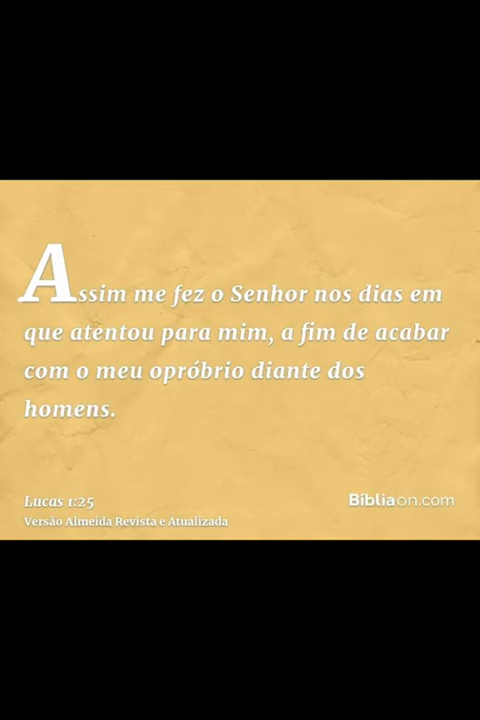 Assim me fez o Senhor nos dias em
que atentou para mim, a fim de acabar
com o meu opróbrio diante dos
homens.
Lucas 1:25
Bíbliaon.com
Versão Almeida Revista e Atualizada